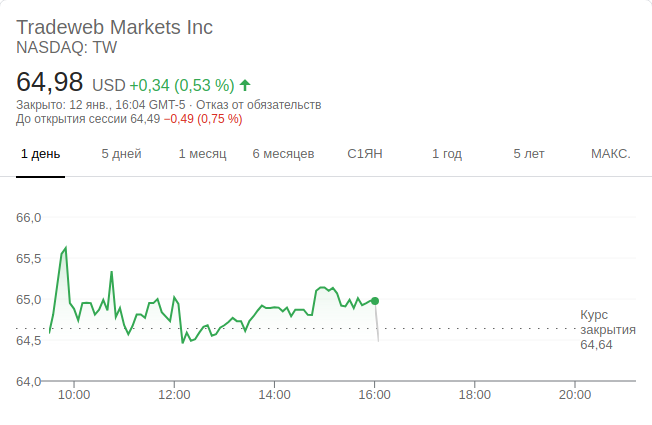 Tradeweb Markets Inc
NASDAQ: TW
64,98 USD +0,34 (0,53 %)
Закрыто: 12 янв., 16:04 GMT-5 · Отказ от обязательств
До открытия сессии 64,49 −0,49 (0,75 %)
1 день 5 дней 1 месяц 6 месяцев С1ЯН 1 год 5 лет МАКС.
66,0
65,5
65,0
Курс
закрытия
64,64
64,5
64,0
10:00 12:00 14:00 16:00 18:00 20:00